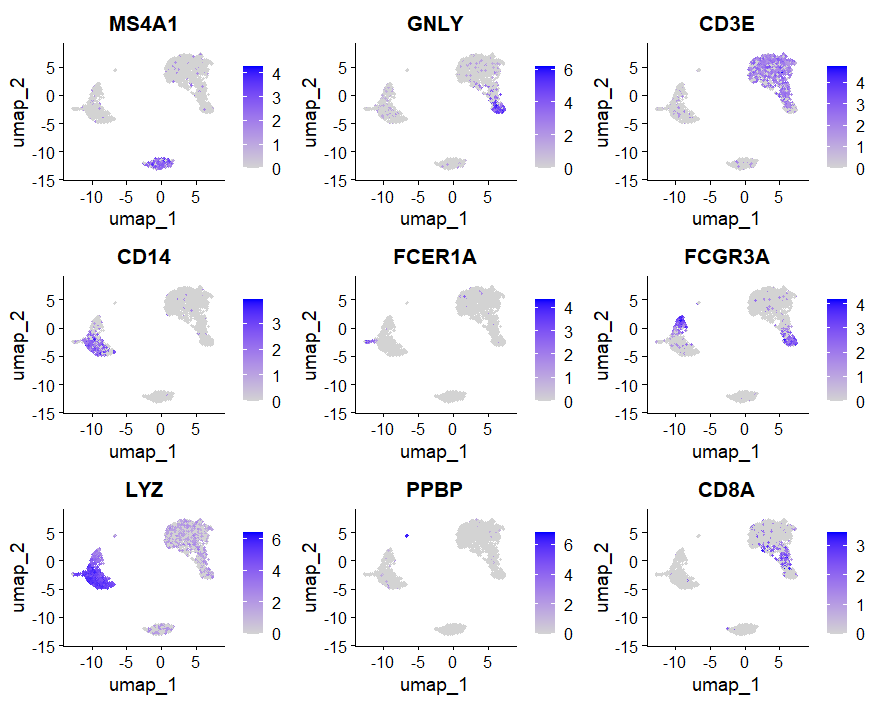 MS4A1 GNLY CD3E
umap_2 5 0 -5 -10 -15 4 3 2 1 0 umap_2 5 0 -5 -10 -15 6 4 2 0 umap_2 5 0 -5 -10 -15 4 3 2 1 0
-10 -5 0 5 -10 -5 0 5 -10 -5 0 5
umap_1 umap_1 umap_1
CD14 FCER1A FCGR3A
umap_2 5 0 -5 -10 -15 3 2 1 0 umap_2 5 0 -5 -10 -15 4 3 2 1 0 umap_2 5 0 -5 -10 -15 4 3 2 1 0
-10 -5 0 5 -10 -5 0 5 -10 -5 0 5
umap_1 umap_1 umap_1
LYZ PPBP CD8A
umap_2 5 0 -5 -10 -15 6 4 2 0 umap_2 5 0 -5 -10 -15 6 4 2 0 umap_2 5 0 -5 -10 -15 3 2 1 0
-10 -5 0 5 -10 -5 0 5 -10 -5 0 5
umap_1 umap_1 umap_1